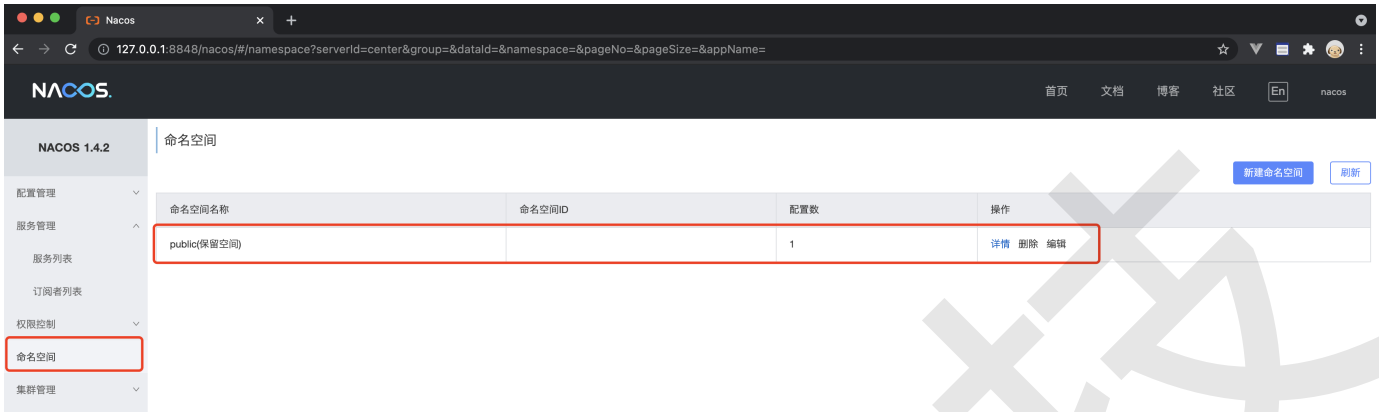 Nacos
127.0.0.1:8848/nacos/#/namespace?serverId=center&group=&dataId=&namespace=&pageNo=&pageSize=&appName=
NACOS.
首页 文档 博客 社区 En nacos
NACOS 1.4.2
命名空间
新建命名空间 刷新
配置管理
服务管理
服务列表
订阅者列表
权限控制
命名空间
集群管理
命名空间名称 命名空间ID 配置数 操作
public(保留空间) 1 详情 删除 编辑